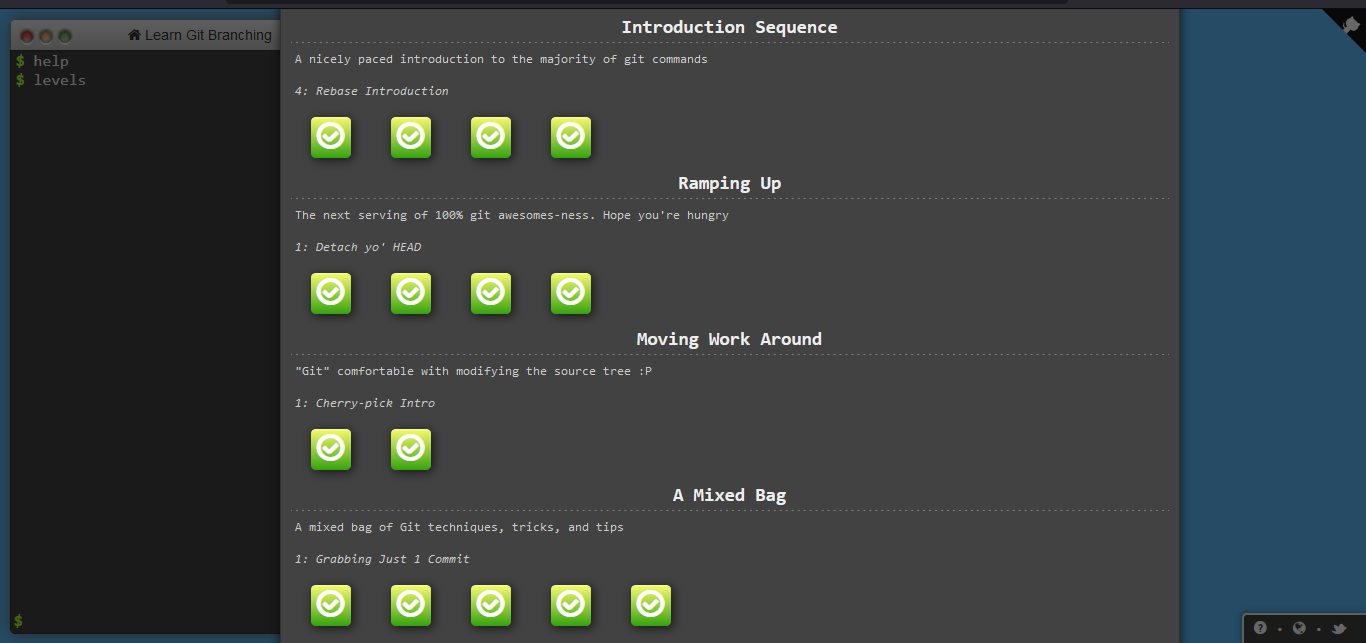 Learn Git Branching
$ help
$ levels
$
Introduction Sequence
A nicely paced introduction to the majority of git commands
4: Rebase Introduction
Ramping Up
The next serving of 100% git awesomes-ness. Hope you're hungry
1: Detach yo' HEAD
Moving Work Around
"Git" comfortable with modifying the source tree :P
1: Cherry-pick Intro
A Mixed Bag
A mixed bag of Git techniques, tricks, and tips
1: Grabbing Just 1 Commit